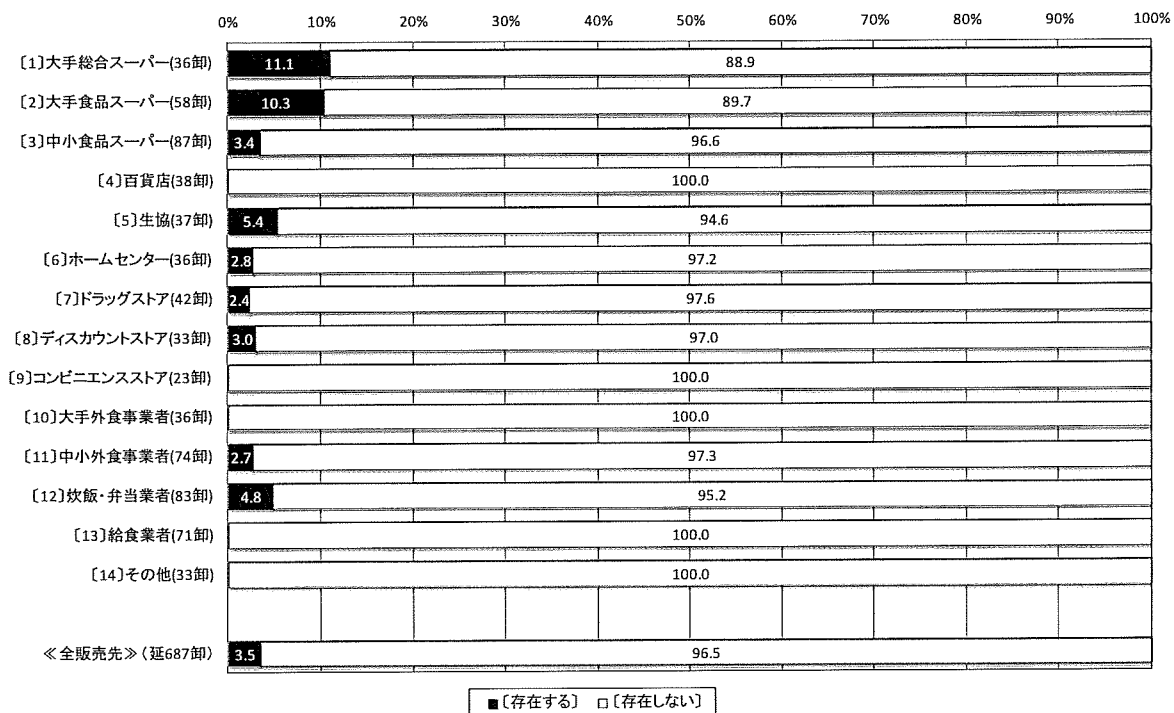 0% 10% 20% 30% 40% 50% 60% 70% 80% 90% 100%
〔1〕大手総合スーパー(36卸) 11.1 88.9
〔2〕大手食品スーパー(58卸) 10.3 89.7
〔3〕中小食品スーパー(87卸) 3.4 96.6
〔4〕百貨店(38卸) 100.0
〔5〕生協(37卸) 5.4 94.6
〔6〕ホームセンター(36卸) 2.8 97.2
〔7〕ドラッグストア(42卸) 2.4 97.6
〔8〕ディスカウントストア(33卸) 3.0 97.0
〔9〕コンビニエンスストア(23卸) 100.0
〔10〕大手外食事業者(36卸) 100.0
〔11〕中小外食事業者(74卸) 2.7 97.3
〔12〕炊飯・弁当業者(83卸) 4.8 95.2
〔13〕給食業者(71卸) 100.0
〔14〕その他(33卸) 100.0
≪全販売先≫（延687卸） 3.5 96.5
■〔存在する〕 □〔存在しない〕